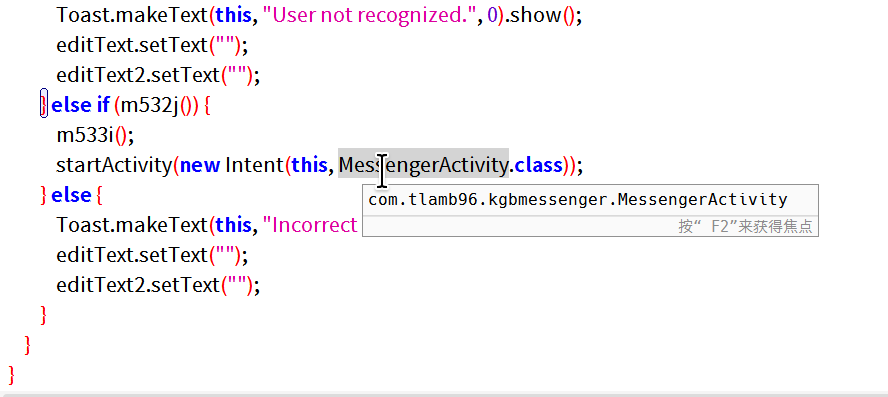 Toast.makeText(this, "User not recognized.", 0).show();
editText.setText("");
editText2.setText("");
} else if (m532j()) {
m533i();
startActivity(new Intent(this, MessengerActivity.class));
} else {
com.tlamb96.kgbmessenger.MessengerActivity
Toast.makeText(this, "Incorrect
按“ F2”来获得焦点
editText.setText("");
editText2.setText("");
}
}
}